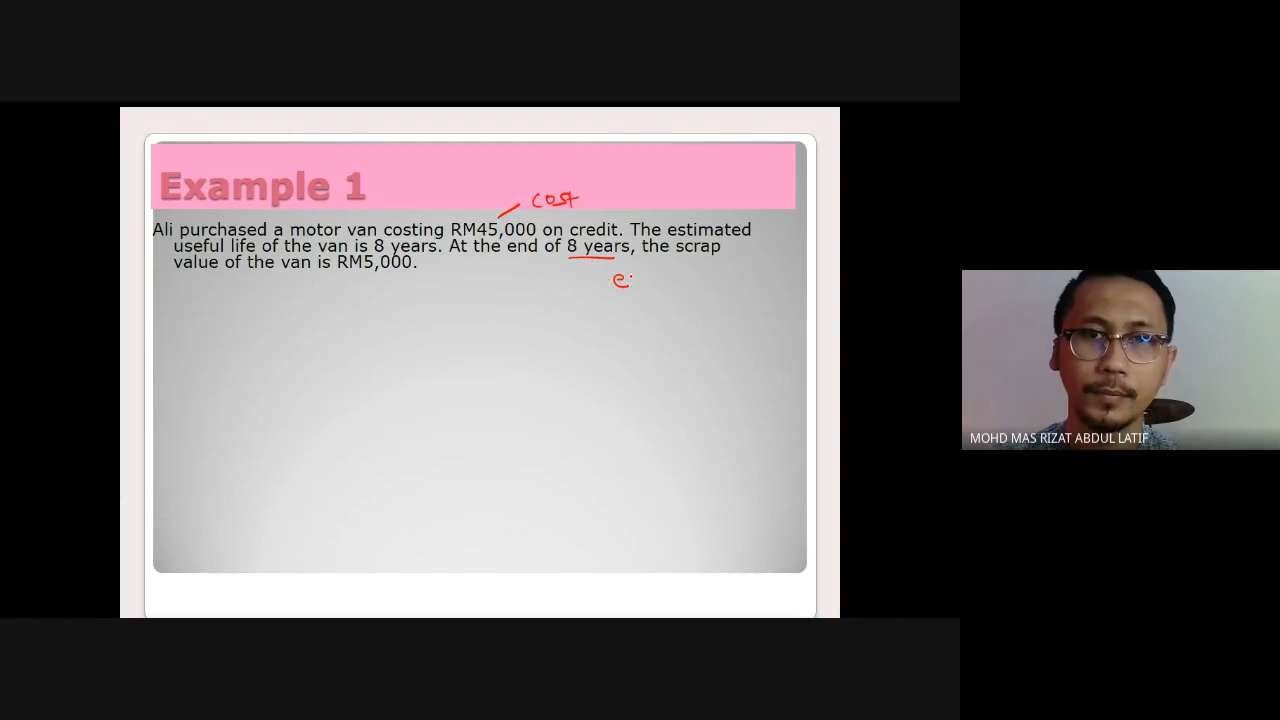 Example 1
cost
Ali purchased a motor van costing RM45,000 on credit. The estimated
useful life of the van is 8 years. At the end of 8 years, the scrap
value of the van is RM5,000.
e
MOHD MAS RIZAT ABDUL LATIF